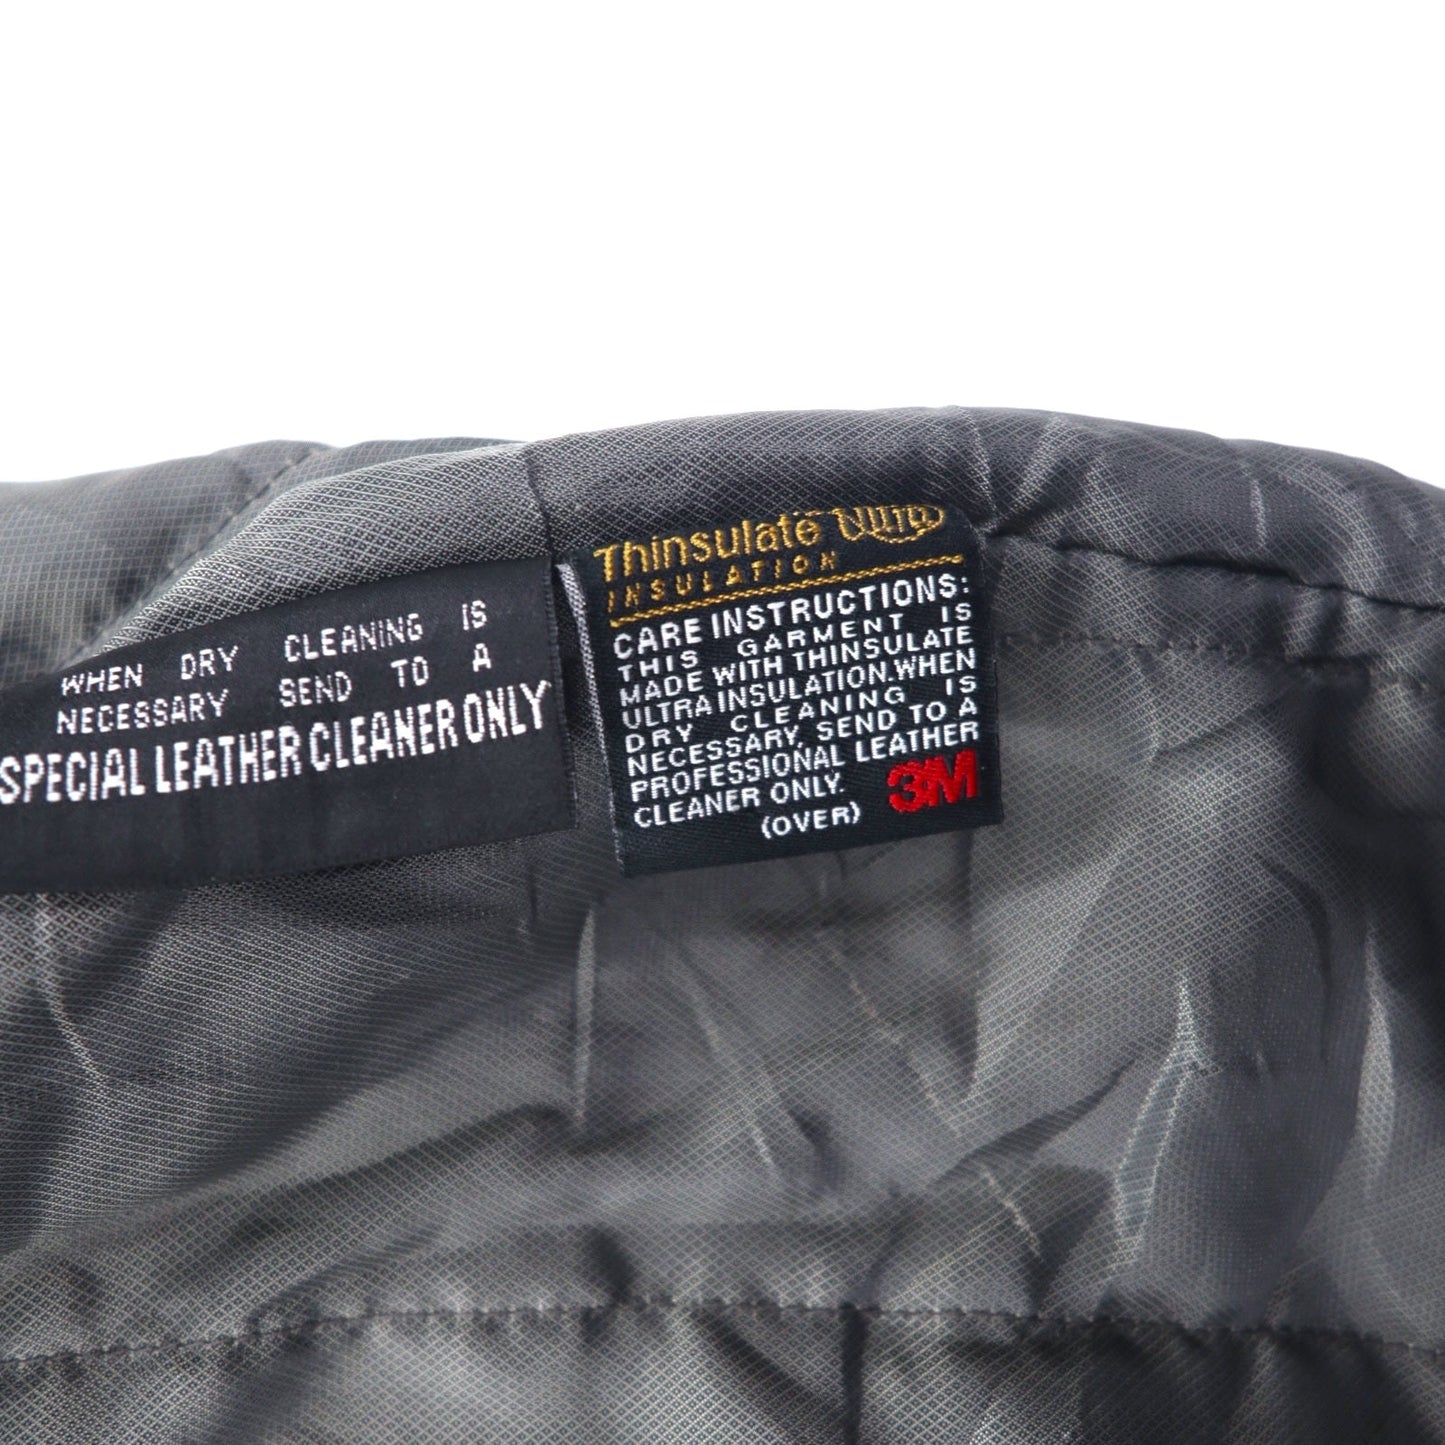 WHEN DRY CLEANING IS
NECESSARY SEND TO A
SPECIAL LEATHER CLEANER ONLY
Thinsulate Ultra
INSULATION
CARE INSTRUCTIONS:
THIS GARMENT IS
MADE WITH THINSULATE
ULTRA INSULATION. WHEN
DRY CLEANING IS
NECESSARY, SEND TO A
PROFESSIONAL LEATHER
CLEANER ONLY.
(OVER)
3M